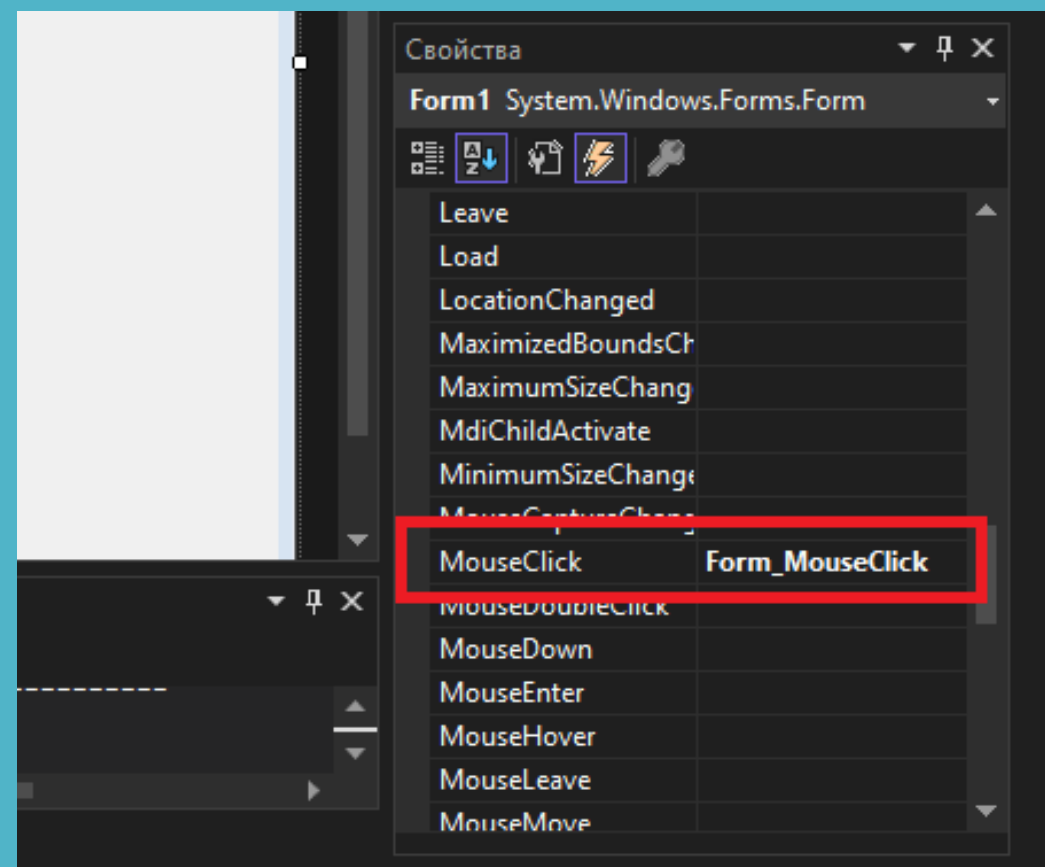 Свойства
Form1 System.Windows.Forms.Form
Leave
Load
LocationChanged
MaximizedBoundsCh
MaximumSizeChang
MdiChildActivate
MinimumSizeChange
MouseCaptureChang
MouseClick Form_MouseClick
MouseDoubleClick
MouseDown
MouseEnter
MouseHover
MouseLeave
MouseMove